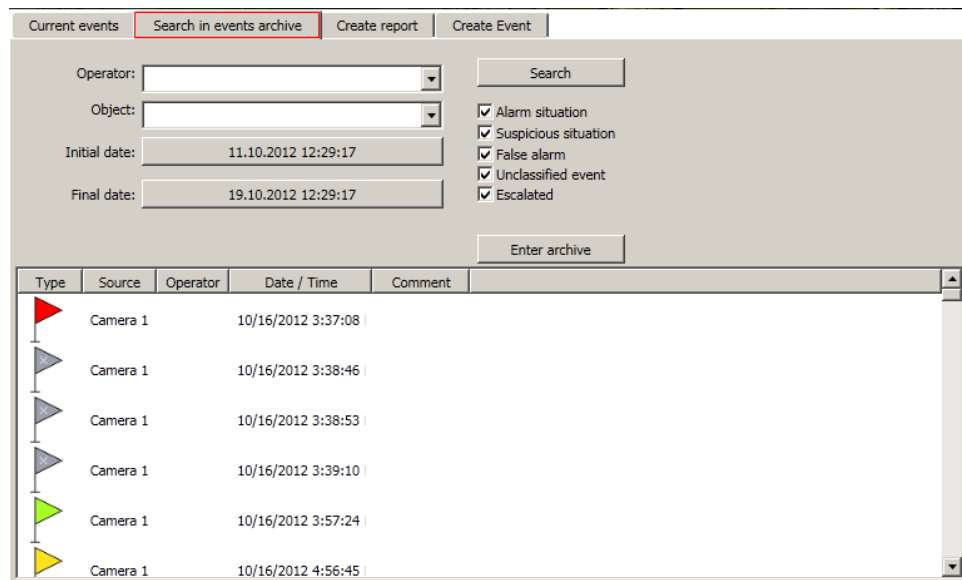 Current events Search in events archive Create report Create Event
Operator: Search
Object: Alarm situation
Suspicious situation
Initial date: 11.10.2012 12:29:17 False alarm
Unclassified event
Final date: 19.10.2012 12:29:17 Escalated
Enter archive
Type Source Operator Date / Time Comment
Camera 1 10/16/2012 3:37:08
Camera 1 10/16/2012 3:38:46
Camera 1 10/16/2012 3:38:53
Camera 1 10/16/2012 3:39:10
Camera 1 10/16/2012 3:57:24
Camera 1 10/16/2012 4:56:45